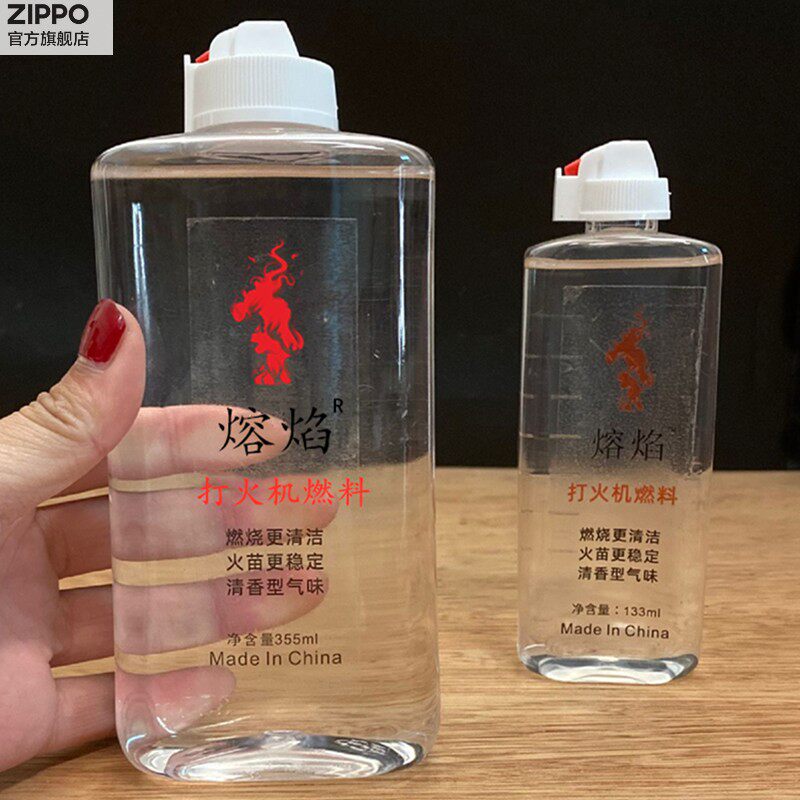 ZIPPO
官方旗舰店
熔焰R
打火机燃料
燃烧更清洁
火苗更稳定
清香型气味
净含量355ml
Made In China
熔焰
打火机燃料
燃烧更清洁
火苗更稳定
清香型气味
净含量：133ml
Made In China